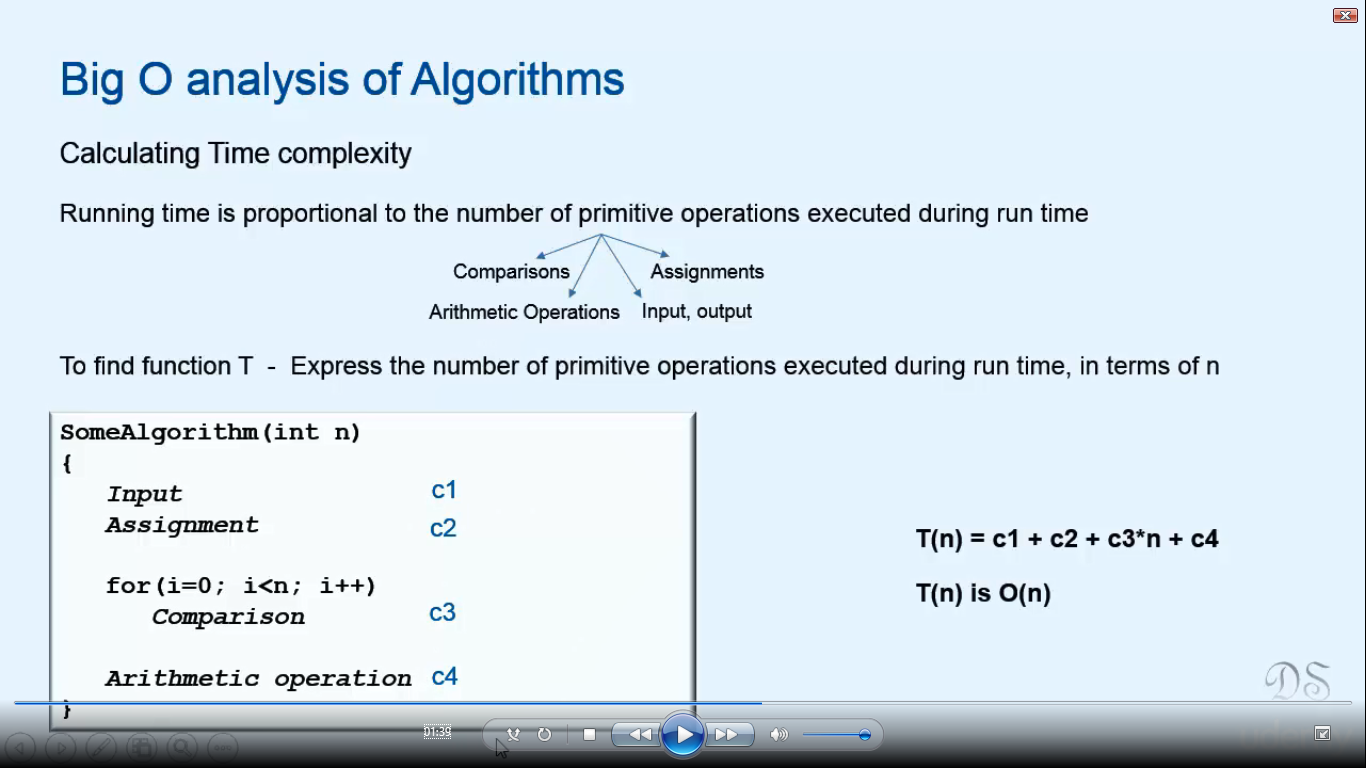 Big O analysis of Algorithms
Calculating Time complexity
Running time is proportional to the number of primitive operations executed during run time
Comparisons Assignments
Arithmetic Operations Input, output
To find function T - Express the number of primitive operations executed during run time, in terms of n
SomeAlgorithm(int n)
{
Input c1
Assignment c2
for(i=0; i<n; i++)
Comparison c3
Arithmetic operation c4
}
T(n) = c1 + c2 + c3*n + c4
T(n) is O(n)
DS
01:39